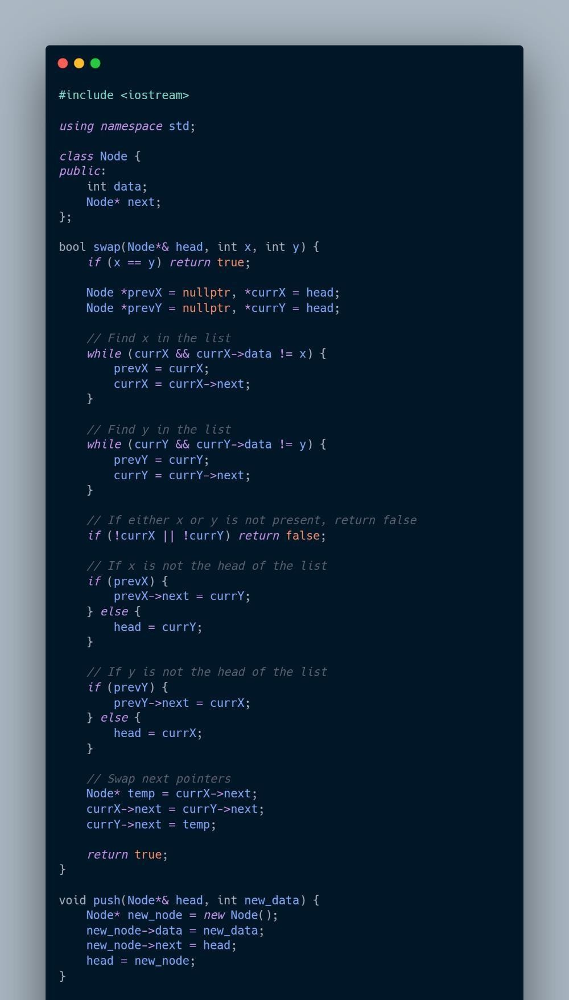 #include <iostream>

using namespace std;

class Node {
public:
    int data;
    Node* next;
};

bool swap(Node*& head, int x, int y) {
    if (x == y) return true;

    Node *prevX = nullptr, *currX = head;
    Node *prevY = nullptr, *currY = head;

    // Find x in the list
    while (currX && currX->data != x) {
        prevX = currX;
        currX = currX->next;
    }

    // Find y in the list
    while (currY && currY->data != y) {
        prevY = currY;
        currY = currY->next;
    }

    // If either x or y is not present, return false
    if (!currX || !currY) return false;

    // If x is not the head of the list
    if (prevX) {
        prevX->next = currY;
    } else {
        head = currY;
    }

    // If y is not the head of the list
    if (prevY) {
        prevY->next = currX;
    } else {
        head = currX;
    }

    // Swap next pointers
    Node* temp = currX->next;
    currX->next = currY->next;
    currY->next = temp;

    return true;
}

void push(Node*& head, int new_data) {
    Node* new_node = new Node();
    new_node->data = new_data;
    new_node->next = head;
    head = new_node;
}